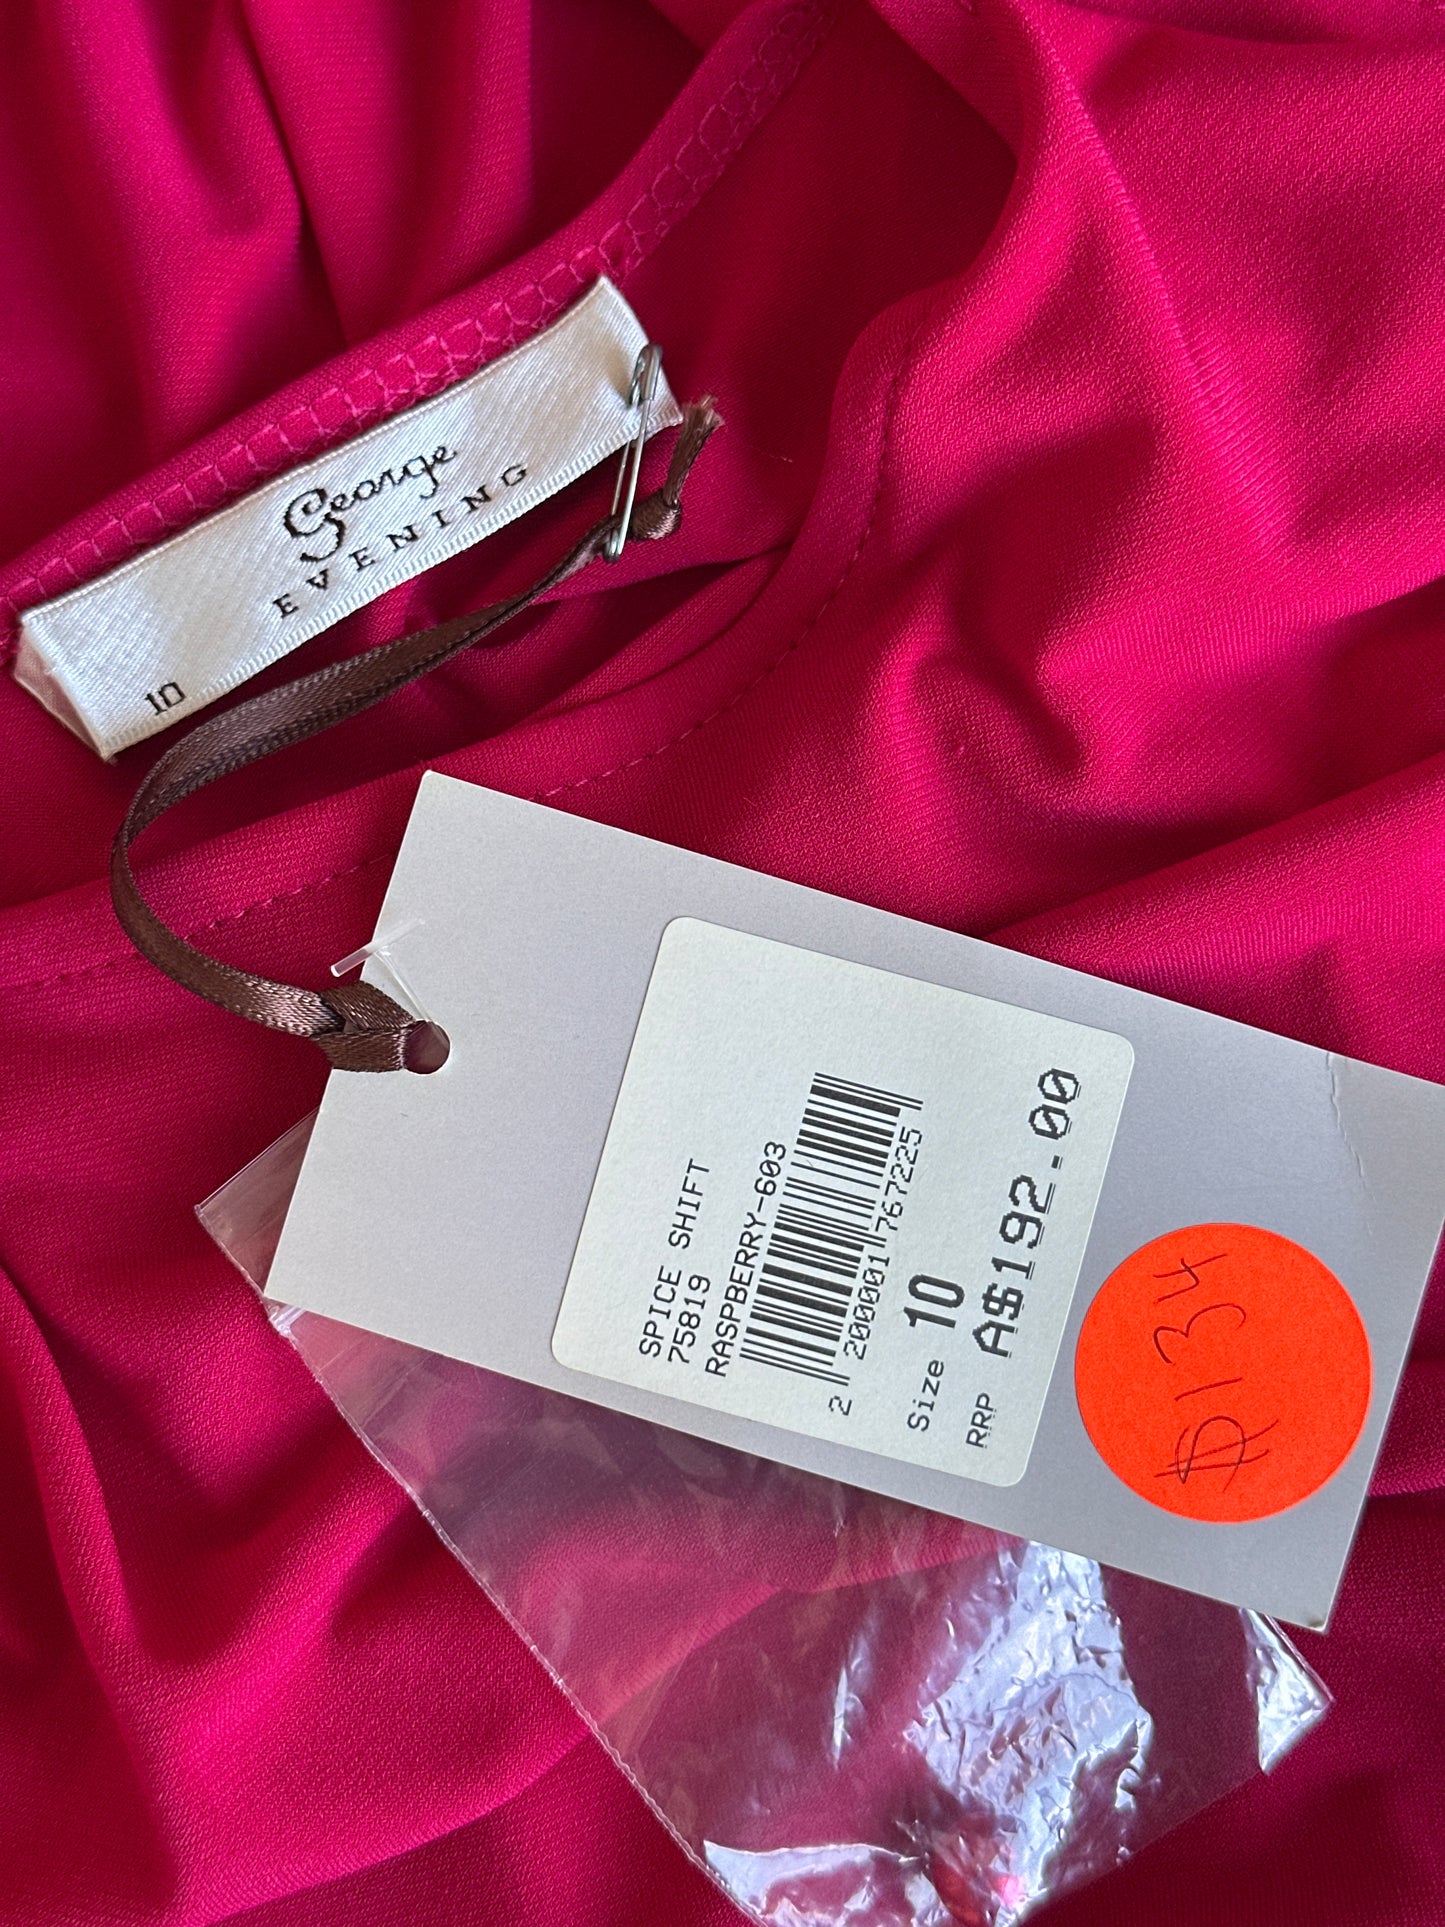 George
EVENING
10
SPICE SHIFT
75819
RASPBERRY-603
2 200001 767225
Size 10
RRP A$192.00
$134